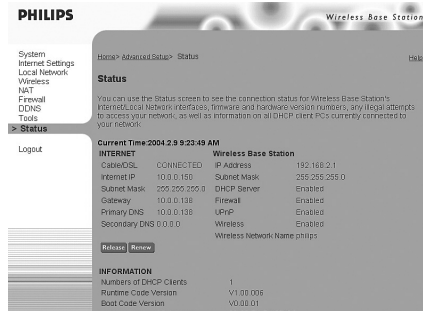 PHILIPS
Wireless Base Station
System
Internet Settings
Local Network
Wireless
NAT
Firewall
DDNS
Tools
> Status
Logout
Home> Advanced Setup> Status
Help
Status
You can use the Status screen to see the connection status for Wireless Base Station's
Internet/Local Network interfaces, firmware and hardware version numbers, any illegal attempts
to access your network, as well as information on all DHCP client PCs currently connected to
your network.
Current Time:2004.2.9 9:23:49 AM
INTERNET
Cable/DSL CONNECTED
Internet IP 10.0.0.150
Subnet Mask 255.255.255.0
Gateway 10.0.0.138
Primary DNS 10.0.0.138
Secondary DNS 0.0.0.0
Release Renew
Wireless Base Station
IP Address 192.168.2.1
Subnet Mask 255.255.255.0
DHCP Server Enabled
Firewall Enabled
UPnP Enabled
Wireless Enabled
Wireless Network Name philips
INFORMATION
Numbers of DHCP Clients 1
Runtime Code Version V1.00.006
Boot Code Version V0.00.01